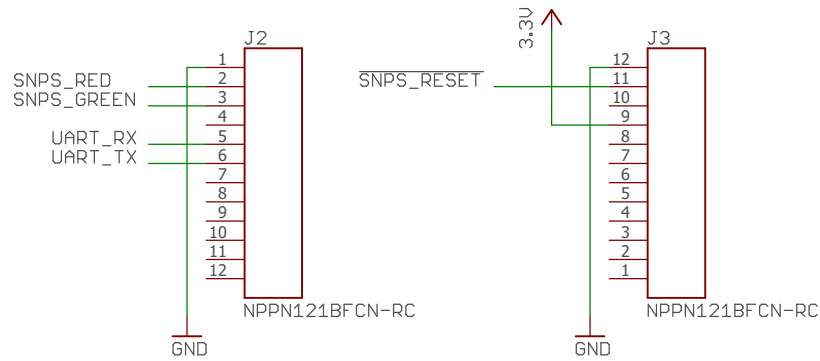 J2
1
SNPS_RED 2
SNPS_GREEN 3
4
UART_RX 5
UART_TX 6
7
8
9
10
11
12
NPPN121BFCN-RC
GND
3.3V
J3
12
SNPS_RESET 11
10
9
8
7
6
5
4
3
2
1
NPPN121BFCN-RC
GND